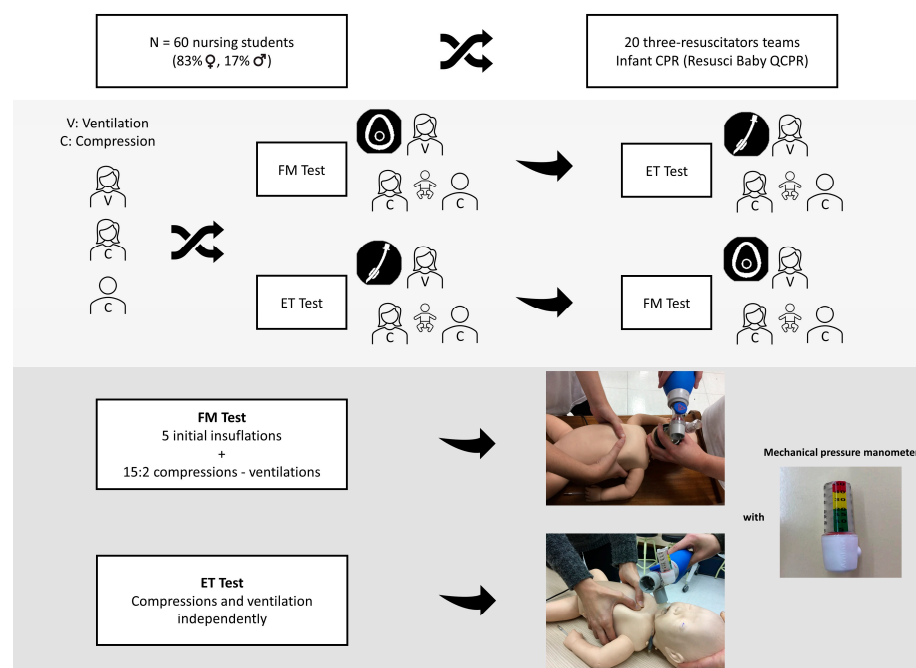 N = 60 nursing students
(83% ♀, 17% ♂)
20 three-resuscitators teams
Infant CPR (Resusci Baby QCPR)
V: Ventilation
C: Compression
V
C
C
FM Test
V
C
C
ET Test
V
C
C
ET Test
V
C
C
FM Test
V
C
C
FM Test
5 initial insuflations
+
15:2 compressions - ventilations
Mechanical pressure manometer
with
ET Test
Compressions and ventilation
independently